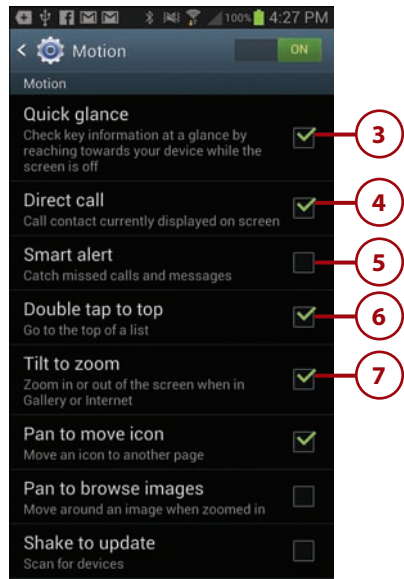 100% 4:27 PM
Motion ON
Motion
Quick glance
Check key information at a glance by
reaching towards your device while the
screen is off
3
Direct call
Call contact currently displayed on screen
4
Smart alert
Catch missed calls and messages
5
Double tap to top
Go to the top of a list
6
Tilt to zoom
Zoom in or out of the screen when in
Gallery or Internet
7
Pan to move icon
Move an icon to another page
Pan to browse images
Move around an image when zoomed in
Shake to update
Scan for devices